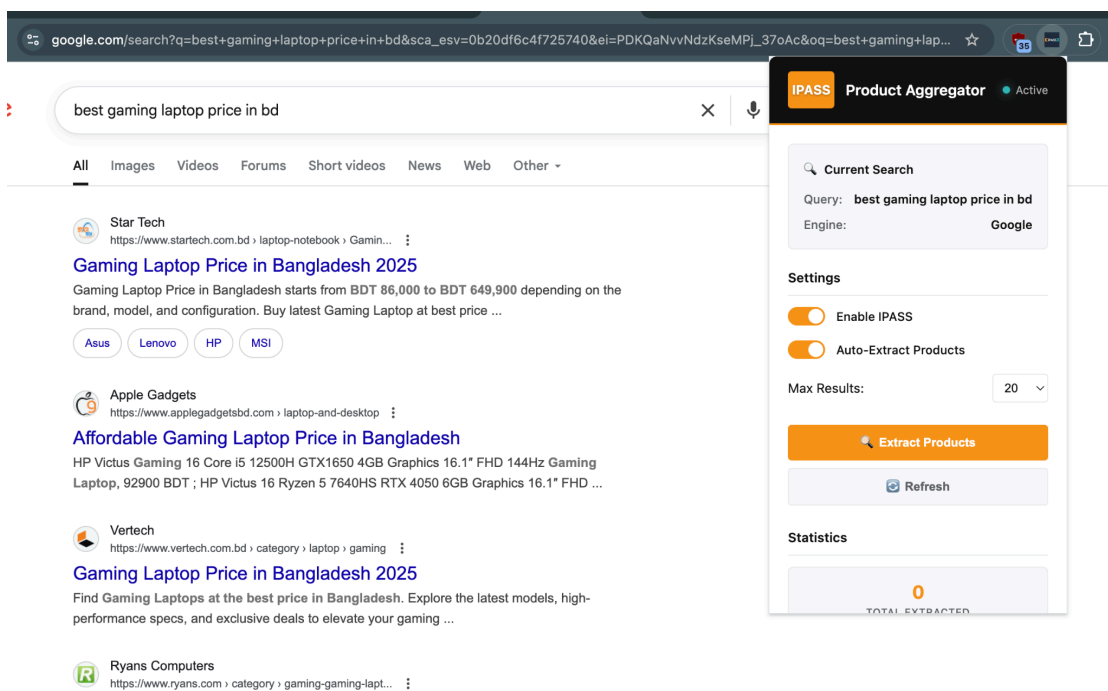 google.com/search?q=best+gaming+laptop+price+in+bd&sca_esv=0b20df6c4f725740&ei=PDKQaNvvNdzKseMPj_37oAc&oq=best+gaming+lap...
35
best gaming laptop price in bd
All Images Videos Forums Short videos News Web Other
Star Tech
https://www.startech.com.bd › laptop-notebook › Gamin...
Gaming Laptop Price in Bangladesh 2025
Gaming Laptop Price in Bangladesh starts from BDT 86,000 to BDT 649,900 depending on the
brand, model, and configuration. Buy latest Gaming Laptop at best price ...
Asus Lenovo HP MSI
Apple Gadgets
https://www.applegadgetsbd.com › laptop-and-desktop
Affordable Gaming Laptop Price in Bangladesh
HP Victus Gaming 16 Core i5 12500H GTX1650 4GB Graphics 16.1″ FHD 144Hz Gaming
Laptop, 92900 BDT ; HP Victus 16 Ryzen 5 7640HS RTX 4050 6GB Graphics 16.1″ FHD ...
Vertech
https://www.vertech.com.bd › category › laptop › gaming
Gaming Laptop Price in Bangladesh 2025
Find Gaming Laptops at the best price in Bangladesh. Explore the latest models, high-
performance specs, and exclusive deals to elevate your gaming ...
Ryans Computers
https://www.ryans.com › category › gaming-gaming-lapt...
IPASS Product Aggregator Active
Current Search
Query: best gaming laptop price in bd
Engine: Google
Settings
Enable IPASS
Auto-Extract Products
Max Results: 20
Extract Products
Refresh
Statistics
0
TOTAL EXTRACTED